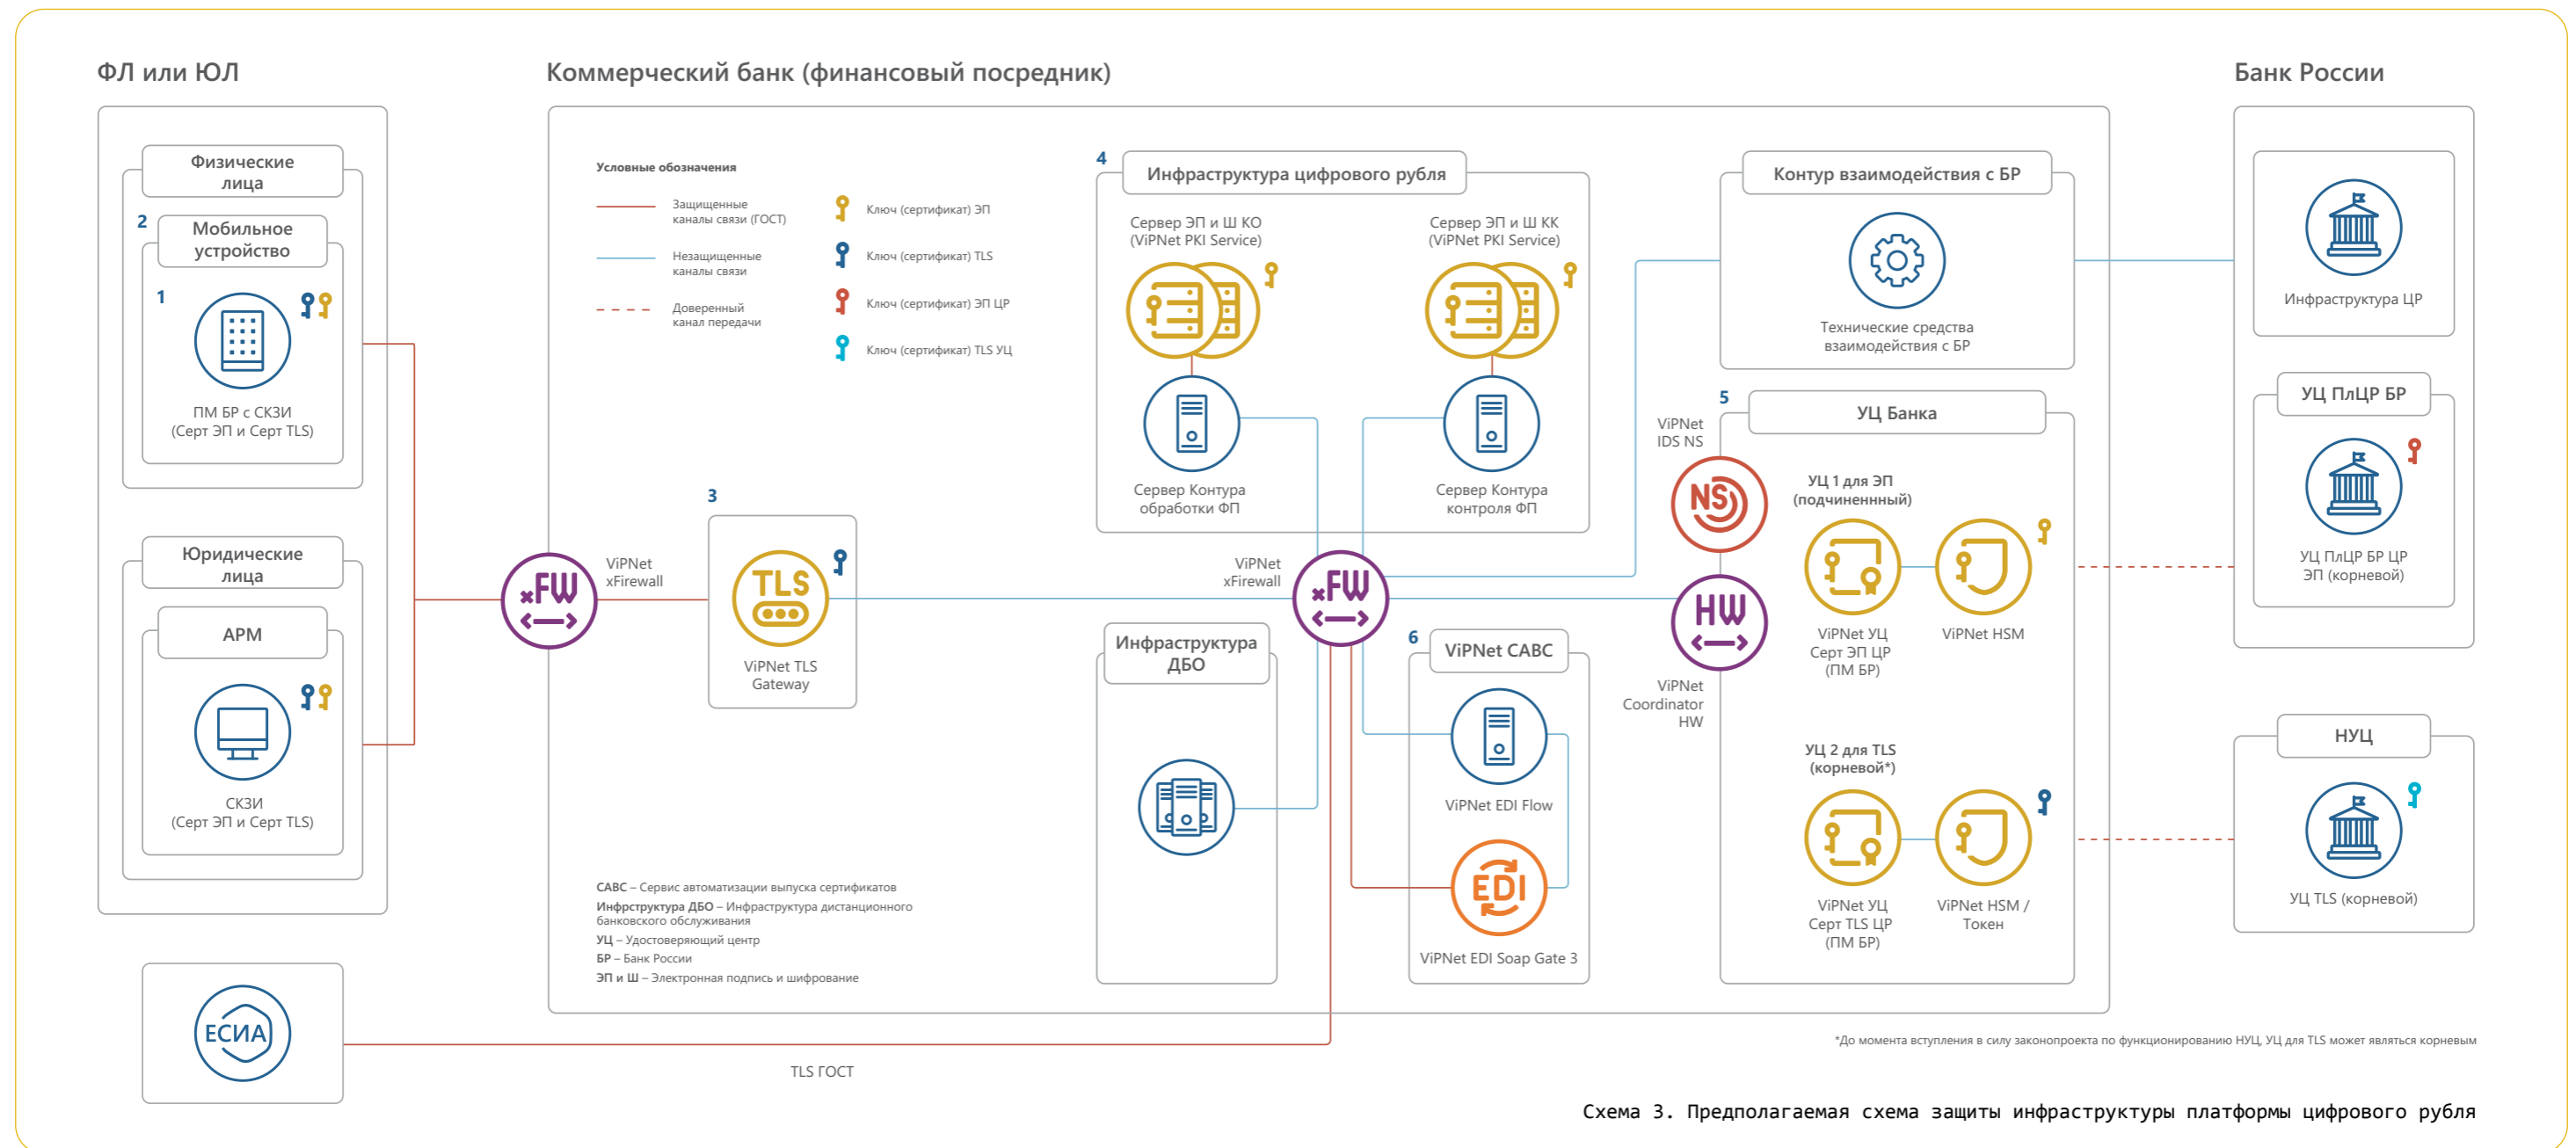 ФЛ или ЮЛ
Коммерческий банк (финансовый посредник)
Банк России
Физические
лица
2
Мобильное
устройство
1
ПМ БР с СКЗИ
(Серт ЭП и Серт TLS)
Юридические
лица
АРМ
СКЗИ
(Серт ЭП и Серт TLS)
ЕСИА
TLS ГОСТ
Условные обозначения
Защищенные
каналы связи (ГОСТ)
Незащищенные
каналы связи
Доверенный
канал передачи
Ключ (сертификат) ЭП
Ключ (сертификат) TLS
Ключ (сертификат) ЭП ЦР
Ключ (сертификат) TLS УЦ
xFW
ViPNet
xFirewall
3
TLS
ViPNet TLS
Gateway
САВС – Сервис автоматизации выпуска сертификатов
Инфрструктура ДБО – Инфраструктура дистанционного
банковского обслуживания
УЦ – Удостоверяющий центр
БР – Банк России
ЭП и Ш – Электронная подпись и шифрование
4
Инфраструктура цифрового рубля
Сервер ЭП и Ш КО
(ViPNet PKI Service)
Сервер ЭП и Ш КК
(ViPNet PKI Service)
Сервер Контура
обработки ФП
Сервер Контура
контроля ФП
ViPNet
xFirewall
xFW
Инфраструктура
ДБО
6
ViPNet САВС
ViPNet EDI Flow
EDI
ViPNet EDI Soap Gate 3
Контур взаимодействия с БР
Технические средства
взаимодействия с БР
5
УЦ Банка
ViPNet
IDS NS
NS
HW
ViPNet
Coordinator
HW
УЦ 1 для ЭП
(подчиненнный)
ViPNet УЦ
Серт ЭП ЦР
(ПМ БР)
ViPNet HSM
УЦ 2 для TLS
(корневой*)
ViPNet УЦ
Серт TLS ЦР
(ПМ БР)
ViPNet HSM /
Токен
Инфраструктура ЦР
УЦ ПлЦР БР
УЦ ПлЦР БР ЦР
ЭП (корневой)
НУЦ
УЦ TLS (корневой)
*До момента вступления в силу законопроекта по функционированию НУЦ, УЦ для TLS может являться корневым
Схема 3. Предполагаемая схема защиты инфраструктуры платформы цифрового рубля